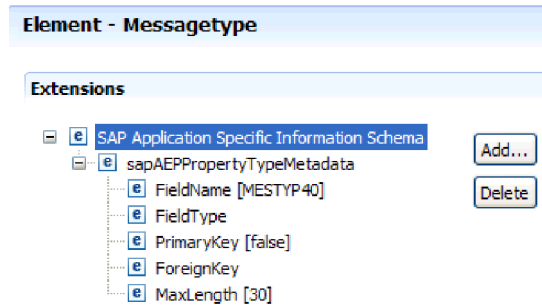 Element - Messagetype
Extensions
SAP Application Specific Information Schema
Add...
sapAEPPropertyTypeMetadata
Delete
FieldName [MESTYP40]
FieldType
PrimaryKey [false]
ForeignKey
MaxLength [30]